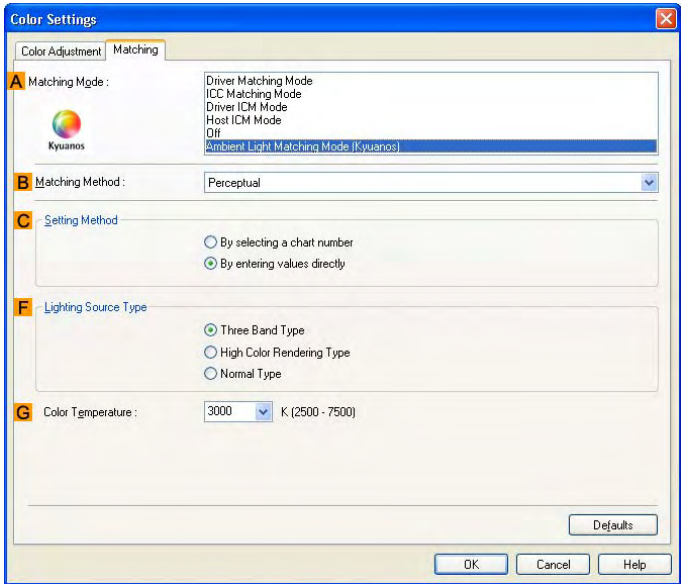 Color Settings
Color Adjustment Matching
A Matching Mode :
Driver Matching Mode
ICC Matching Mode
Driver ICM Mode
Host ICM Mode
Off
Ambient Light Matching Mode (Kyuanos)
Kyuanos
B Matching Method : Perceptual
C Setting Method
By selecting a chart number
By entering values directly
F Lighting Source Type
Three Band Type
High Color Rendering Type
Normal Type
G Color Temperature : 3000 K (2500 - 7500)
Defaults
OK Cancel Help